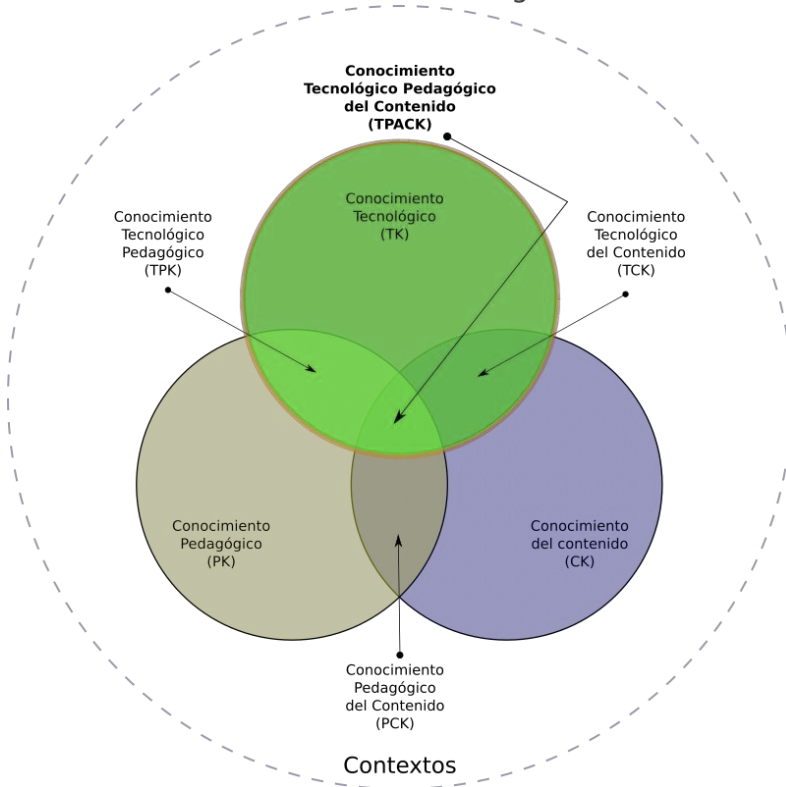 Conocimiento
Tecnológico Pedagógico
del Contenido
(TPACK)
Conocimiento
Tecnológico
(TK)
Conocimiento
Tecnológico
Pedagógico
(TPK)
Conocimiento
Tecnológico
del Contenido
(TCK)
Conocimiento
Pedagógico
(PK)
Conocimiento
del contenido
(CK)
Conocimiento
Pedagógico
del Contenido
(PCK)
Contextos